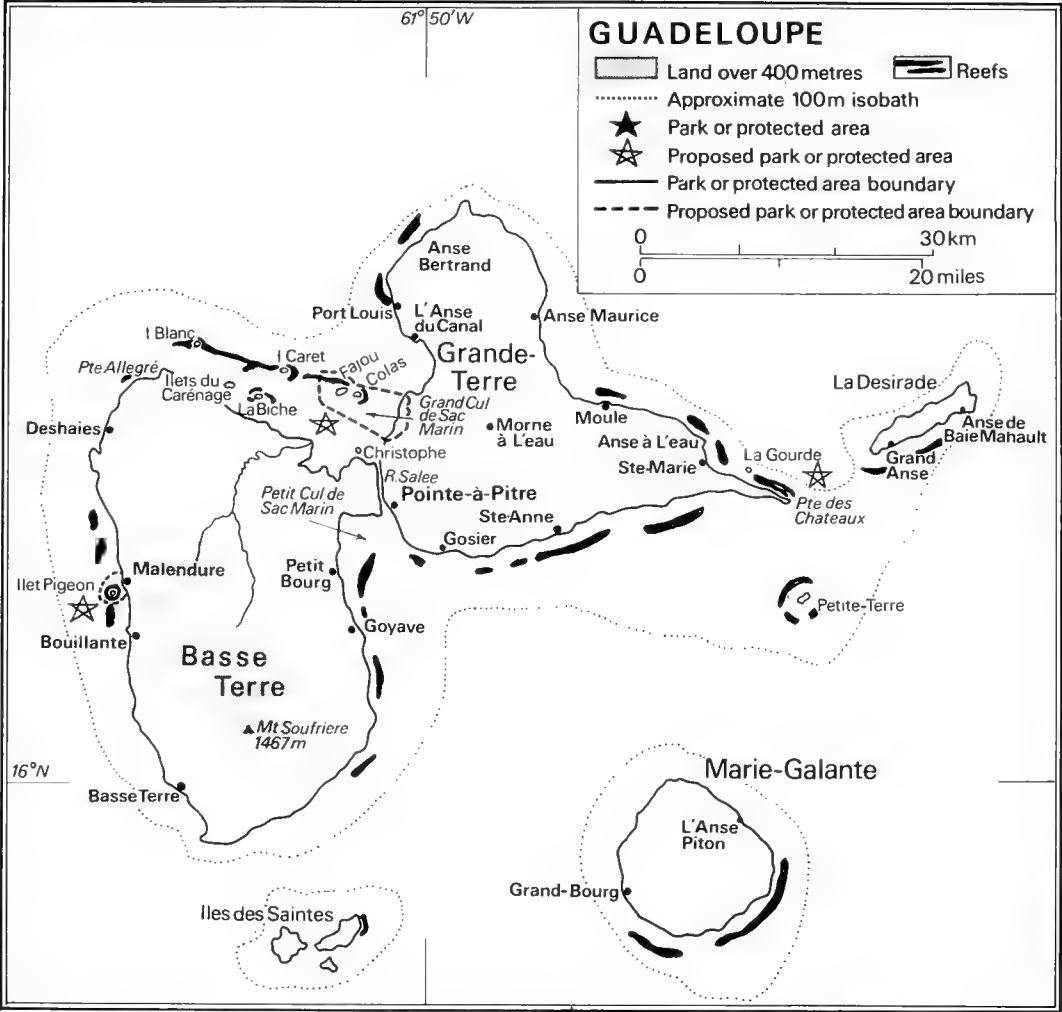 61° 50'W
GUADELOUPE
Land over 400 metres
Reefs
Approximate 100m isobath
Park or protected area
Proposed park or protected area
Park or protected area boundary
Proposed park or protected area boundary
0 30 km
0 20 miles
Anse
Bertrand
Port Louis
L'Anse
du Canal
Anse Maurice
I Blanc
I Caret
Fajou
Colas
Grande-
Terre
Pte Allegré
Ilets du
Carénage
La Biche
Grand Cul
de Sac
Marin
La Desirade
Moule
Deshaies
Morne
à L'eau
Anse à L'eau
Anse de
Baie Mahault
Christophe
Ste-Marie
La Gourde
Grand
Anse
R. Salee
Petit Cul de
Sac Marin
Pointe-à-Pitre
Pte des
Chateaux
Ste-Anne
Gosier
Malendure
Petit
Bourg
Ilet Pigeon
Petite-Terre
Goyave
Bouillante
Basse
Terre
Mt Soufriere
1467m
16°N
Marie-Galante
Basse Terre
L'Anse
Piton
Grand-Bourg
Iles des Saintes